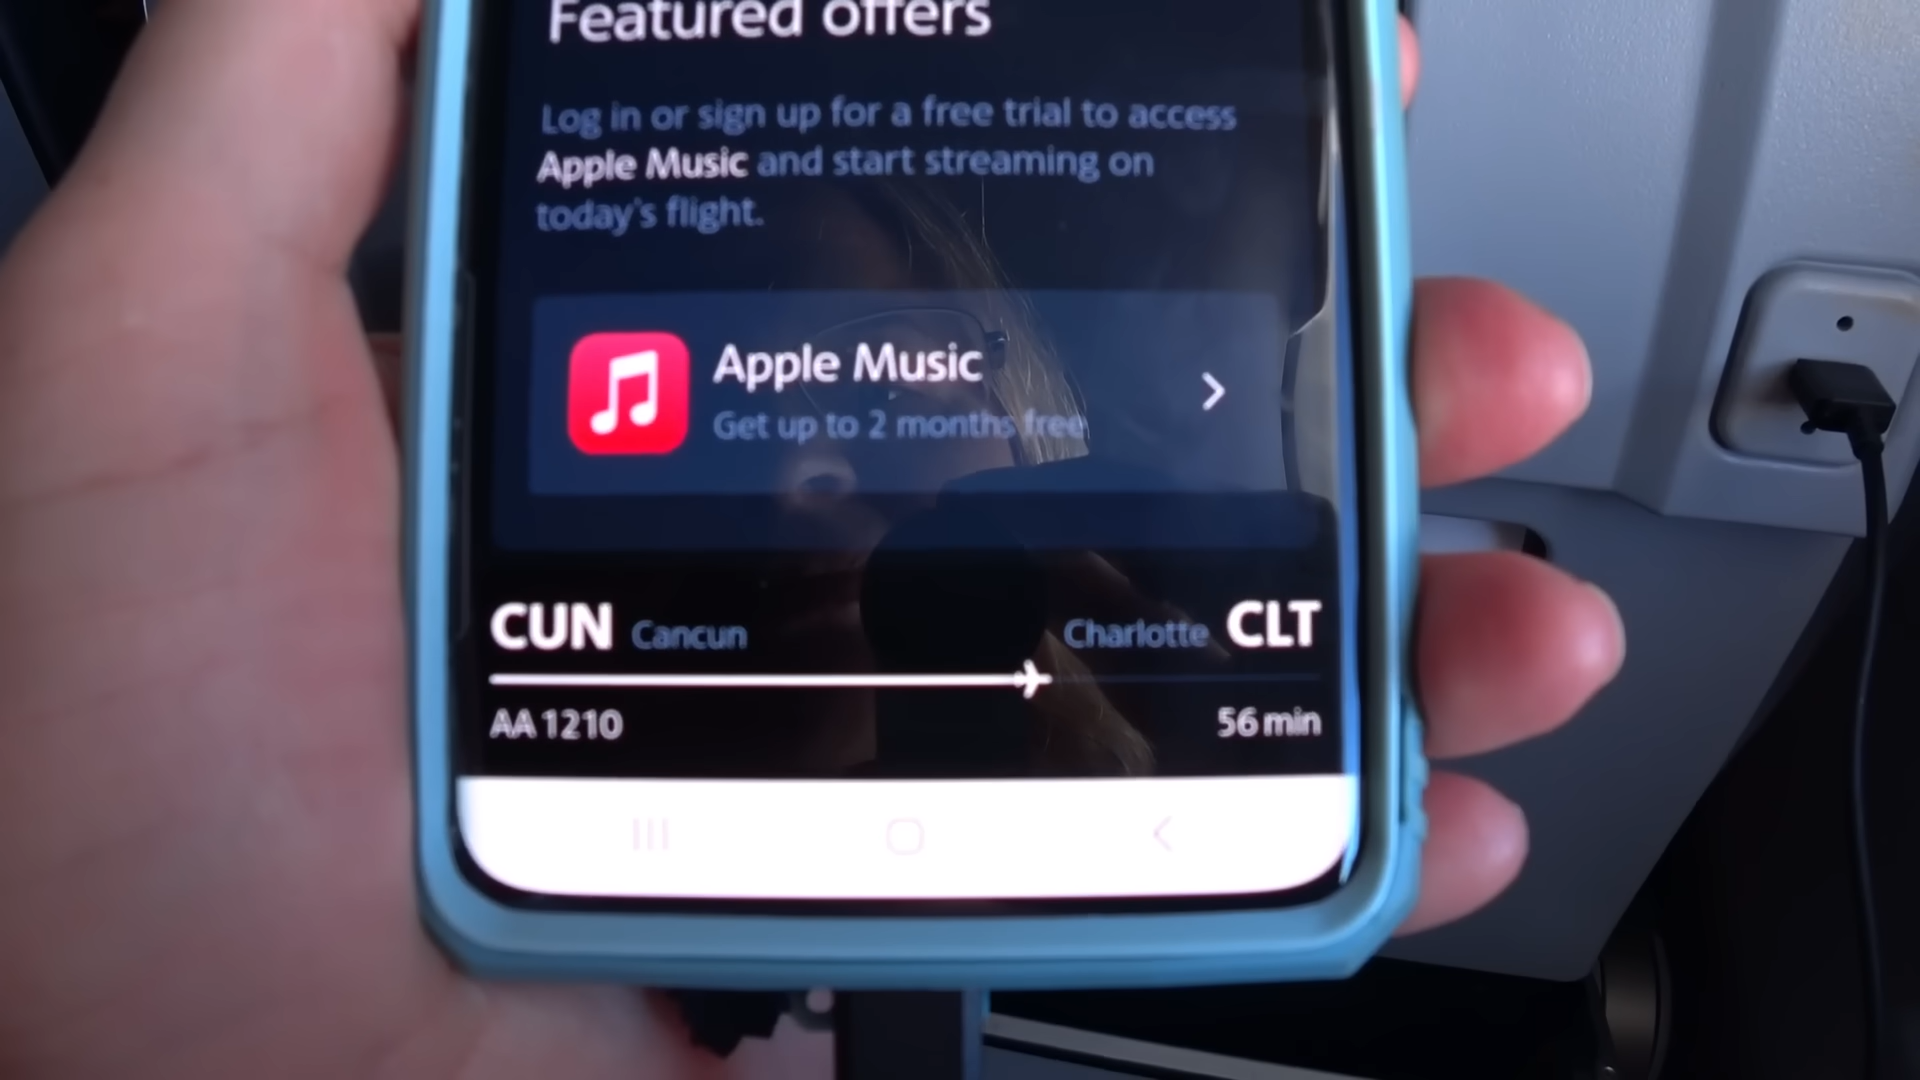 Featured offers
Log in or sign up for a free trial to access
Apple Music and start streaming on
today's flight.
Apple Music
Get up to 2 months free
CUN Cancun Charlotte CLT
AA 1210 56 min